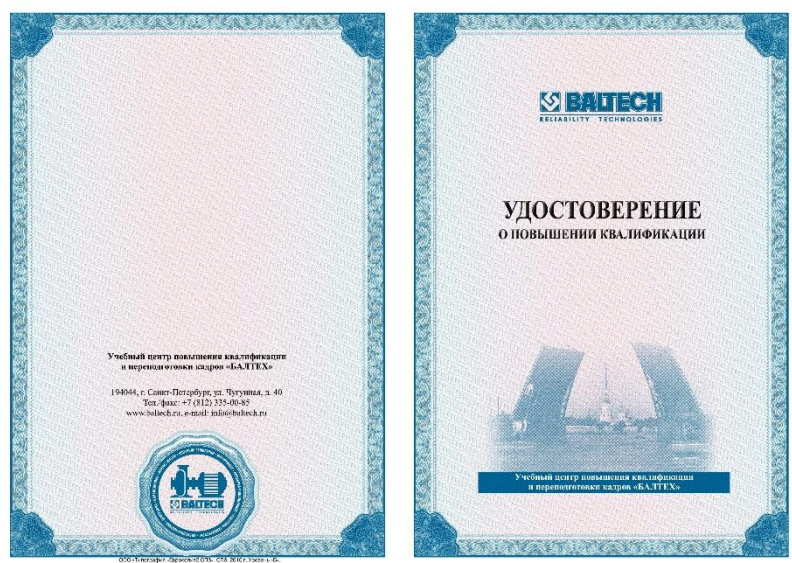 Учебный центр повышения квалификации
и переподготовки кадров «БАЛТЕХ»
194044, г. Санкт-Петербург, ул. Чугунная, д. 40
Тел./факс: +7 (812) 335-00-85
www.baltech.ru, e-mail: info@baltech.ru
BALTECH
BALTECH
RELIABILITY TECHNOLOGIES
УДОСТОВЕРЕНИЕ
О ПОВЫШЕНИИ КВАЛИФИКАЦИИ
Учебный центр повышения квалификации
и переподготовки кадров «БАЛТЕХ»